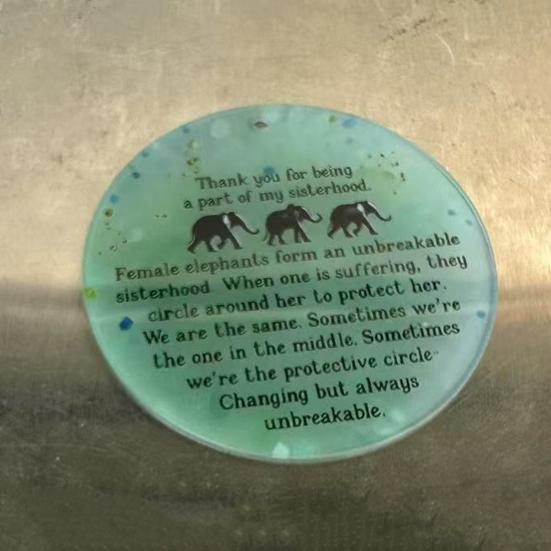 Thank you for being
a part of my sisterhood.
Female elephants form an unbreakable
sisterhood. When one is suffering, they
circle around her to protect her.
We are the same. Sometimes we're
the one in the middle. Sometimes
we're the protective circle
Changing but always
unbreakable.